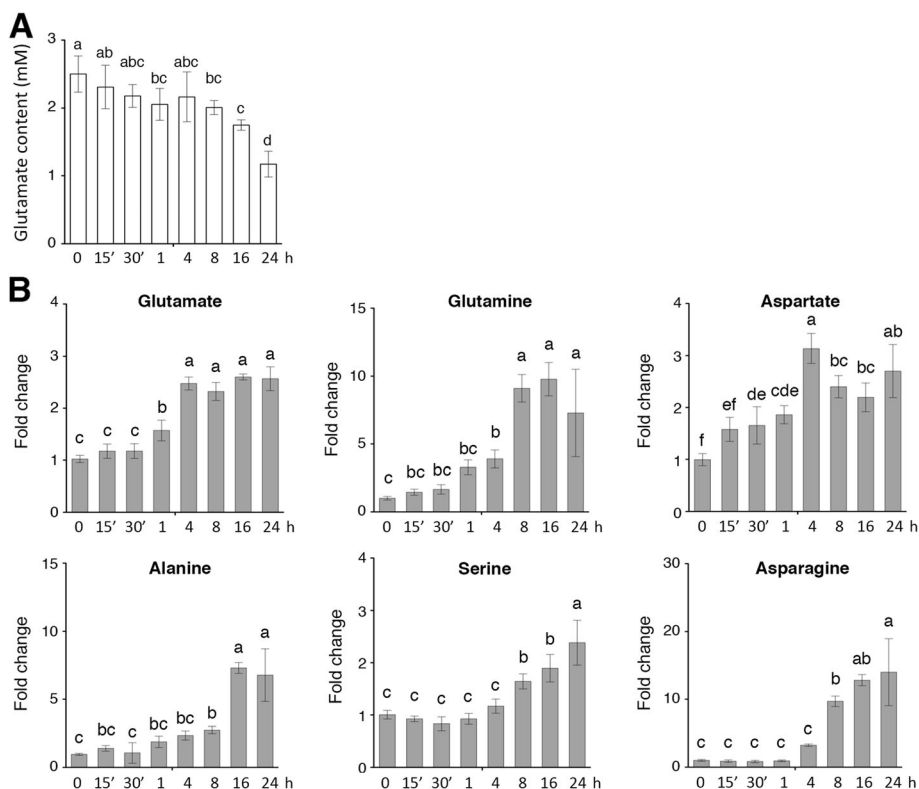 A
Glutamate content (mM)
3
2
1
0
a ab abc bc abc bc c d
0 15’ 30’ 1 4 8 16 24 h
B
Glutamate
Fold change
4
3
2
1
0
c c c b a a a a
0 15’ 30’ 1 4 8 16 24 h
Glutamine
Fold change
15
10
5
0
c bc bc bc b a a a
0 15’ 30’ 1 4 8 16 24 h
Aspartate
Fold change
4
3
2
1
0
f ef de cde a bc bc ab
0 15’ 30’ 1 4 8 16 24 h
Alanine
Fold change
15
10
5
0
c bc c bc bc b a a
0 15’ 30’ 1 4 8 16 24 h
Serine
Fold change
4
3
2
1
0
c c c c c b b a
0 15’ 30’ 1 4 8 16 24 h
Asparagine
Fold change
30
20
10
0
c c c c c b ab a
0 15’ 30’ 1 4 8 16 24 h